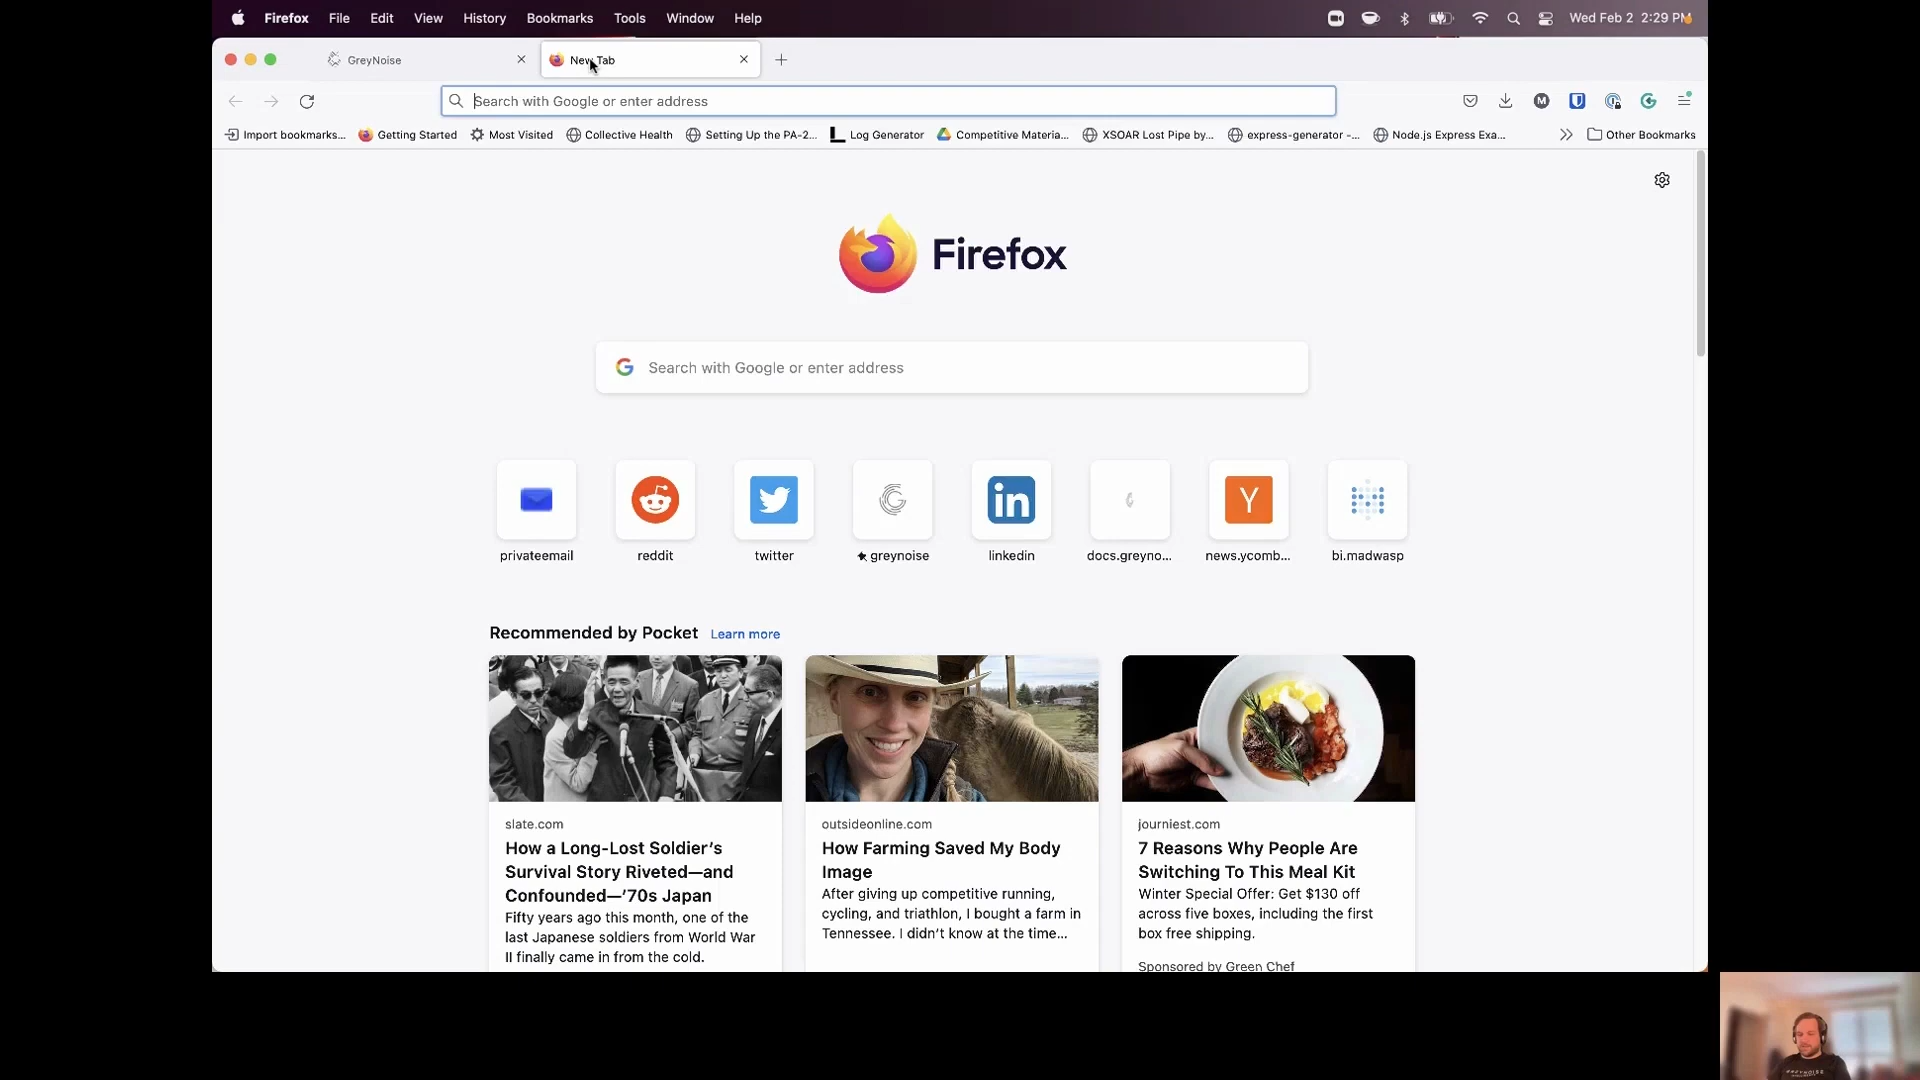 Firefox File Edit View History Bookmarks Tools Window Help Wed Feb 2 2:29 PM
GreyNoise New Tab
Search with Google or enter address
Import bookmarks... Getting Started Most Visited Collective Health Setting Up the PA-2... Log Generator Competitive Materia... XSOAR Lost Pipe by... express-generator -... Node.js Express Exa... Other Bookmarks
Firefox
Search with Google or enter address
privateemail reddit twitter greynoise linkedin docs.greyno... news.ycomb... bi.madwasp
Recommended by Pocket Learn more
slate.com
How a Long-Lost Soldier’s
Survival Story Riveted—and
Confounded—’70s Japan
Fifty years ago this month, one of the
last Japanese soldiers from World War
II finally came in from the cold.
outsideonline.com
How Farming Saved My Body
Image
After giving up competitive running,
cycling, and triathlon, I bought a farm in
Tennessee. I didn’t know at the time...
journiest.com
7 Reasons Why People Are
Switching To This Meal Kit
Winter Special Offer: Get $130 off
across five boxes, including the first
box free shipping.
Sponsored by Green Chef
GREYNOISE